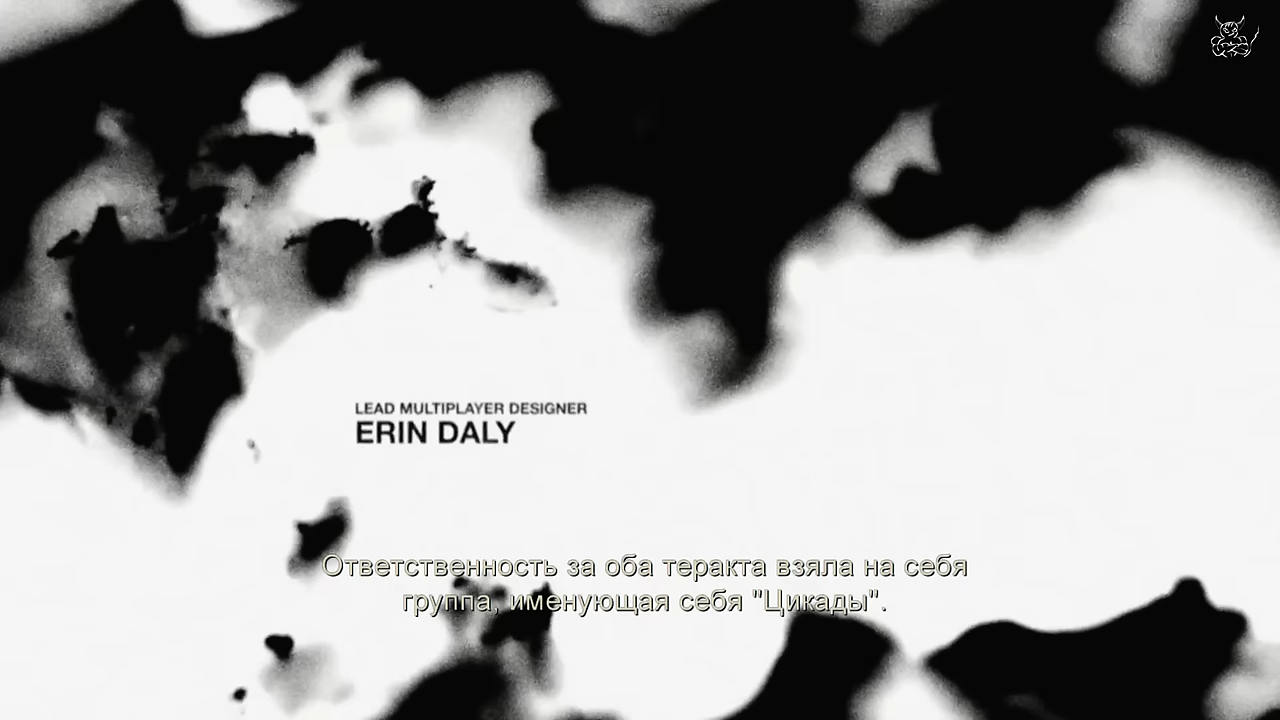 LEAD MULTIPLAYER DESIGNER
ERIN DALY
Ответственность за оба теракта взяла на себя
группа, именующая себя "Цикады".